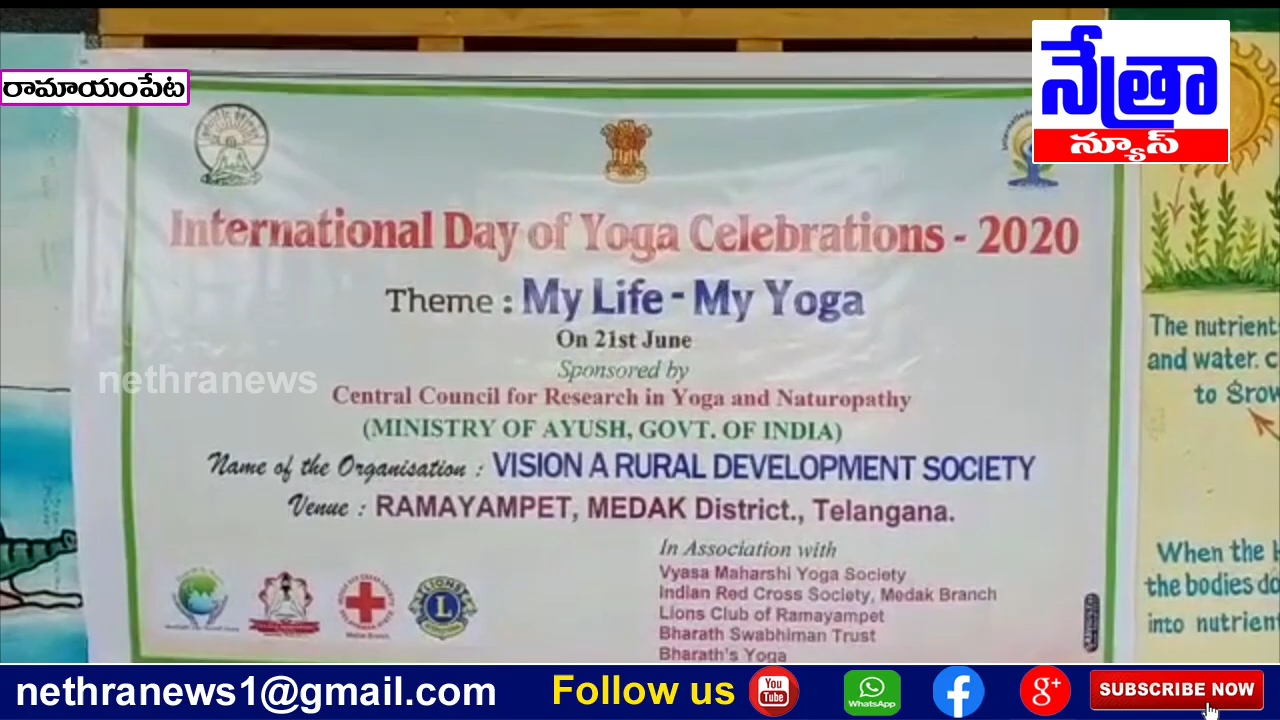 నేత్రా
న్యూస్
రామాయంపేట
International Day of Yoga Celebrations - 2020
Theme : My Life - My Yoga
On 21st June
Sponsored by
Central Council for Research in Yoga and Naturopathy
(MINISTRY OF AYUSH, GOVT. OF INDIA)
Name of the Organisation : VISION A RURAL DEVELOPMENT SOCIETY
Venue : RAMAYAMPET, MEDAK District., Telangana.
In Association with
Vyasa Maharshi Yoga Society
Indian Red Cross Society, Medak Branch
Lions Club of Ramayampet
Bharath Swabhiman Trust
Bharath's Yoga
LIONS
L
nethranews
The nutrient
and water.
to grow
When the
the bodies
into nutrien
nethranews1@gmail.com
Follow us
You
Tube
WhatsApp
f
g+
SUBSCRIBE NOW